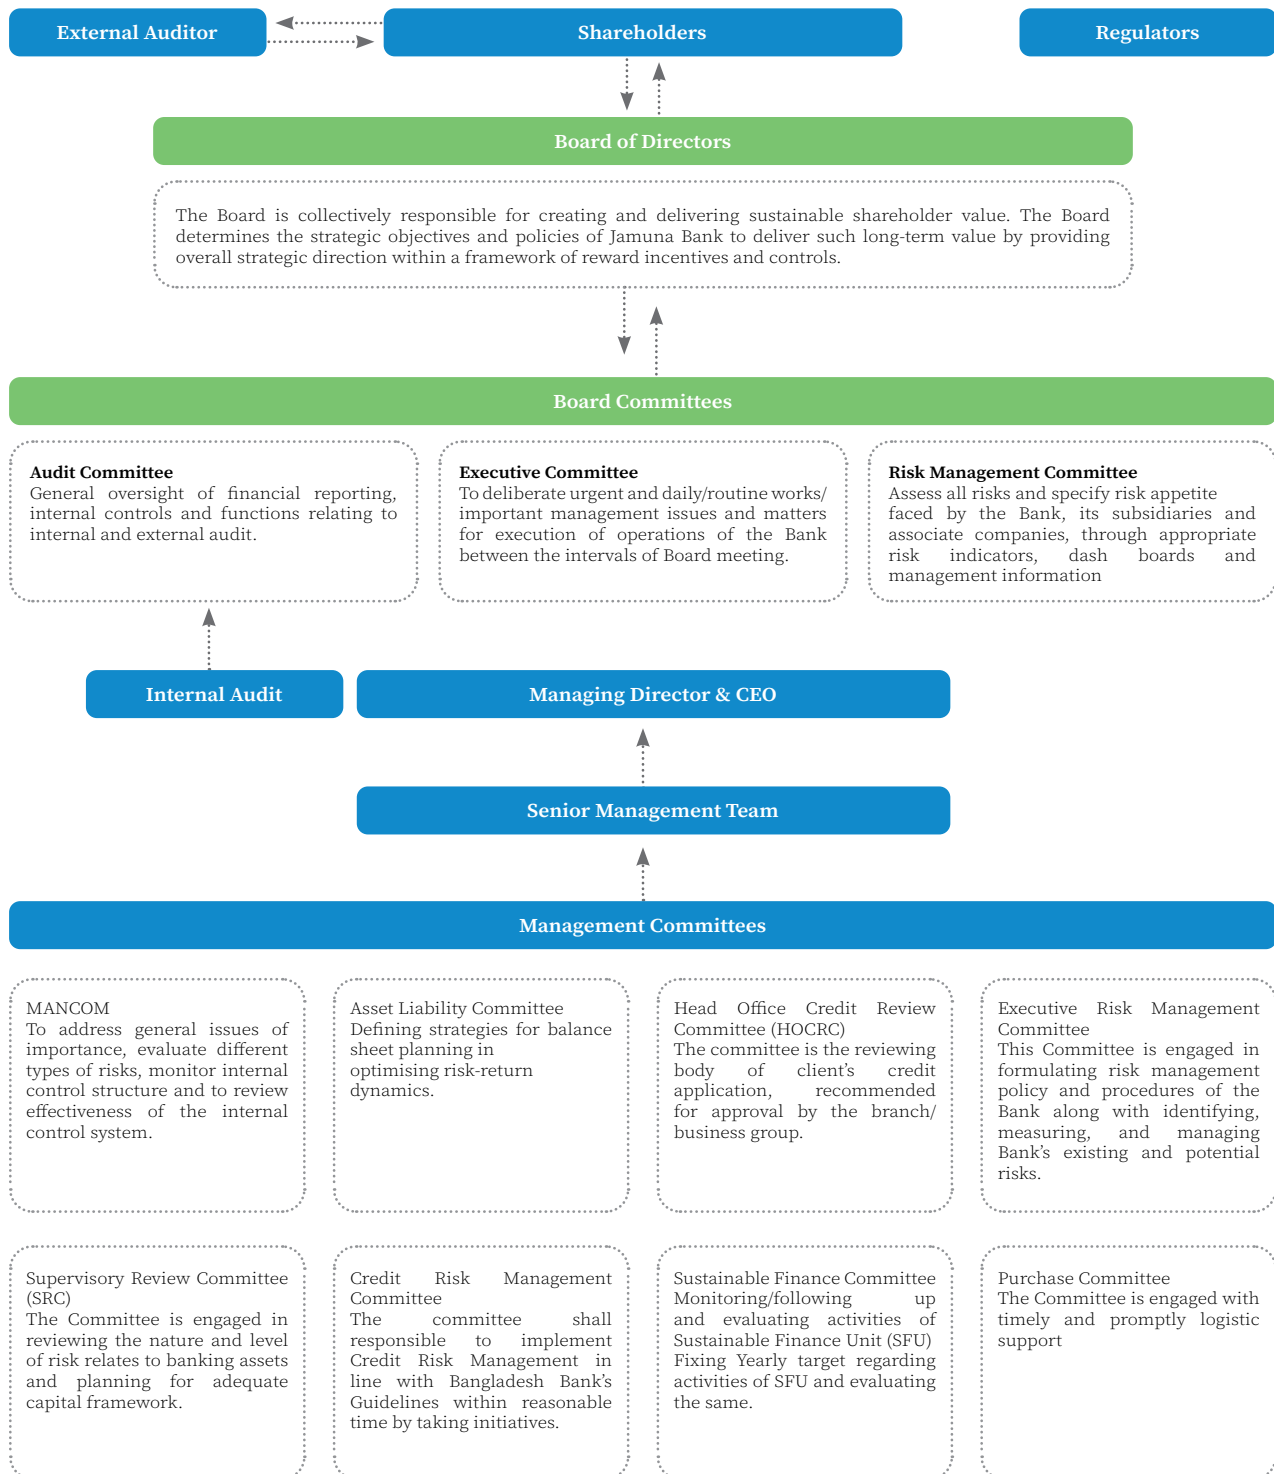 External Auditor
Shareholders
Regulators
Board of Directors
The Board is collectively responsible for creating and delivering sustainable shareholder value. The Board
determines the strategic objectives and policies of Jamuna Bank to deliver such long-term value by providing
overall strategic direction within a framework of reward incentives and controls.
Board Committees
Audit Committee
General oversight of financial reporting,
internal controls and functions relating to
internal and external audit.
Executive Committee
To deliberate urgent and daily/routine works/
important management issues and matters
for execution of operations of the Bank
between the intervals of Board meeting.
Risk Management Committee
Assess all risks and specify risk appetite
faced by the Bank, its subsidiaries and
associate companies, through appropriate
risk indicators, dash boards and
management information
Internal Audit
Managing Director & CEO
Senior Management Team
Management Committees
MANCOM
To address general issues of
importance, evaluate different
types of risks, monitor internal
control structure and to review
effectiveness of the internal
control system.
Asset Liability Committee
Defining strategies for balance
sheet planning in
optimising risk-return
dynamics.
Head Office Credit Review
Committee (HOCRC)
The committee is the reviewing
body of client's credit
application, recommended
for approval by the branch/
business group.
Executive Risk Management
Committee
This Committee is engaged in
formulating risk management
policy and procedures of the
Bank along with identifying,
measuring, and managing
Bank's existing and potential
risks.
Supervisory Review Committee
(SRC)
The Committee is engaged in
reviewing the nature and level
of risk relates to banking assets
and planning for adequate
capital framework.
Credit Risk Management
Committee
The committee shall
responsible to implement
Credit Risk Management in
line with Bangladesh Bank's
Guidelines within reasonable
time by taking initiatives.
Sustainable Finance Committee
Monitoring/following up
and evaluating activities of
Sustainable Finance Unit (SFU)
Fixing Yearly target regarding
activities of SFU and evaluating
the same.
Purchase Committee
The Committee is engaged with
timely and promptly logistic
support